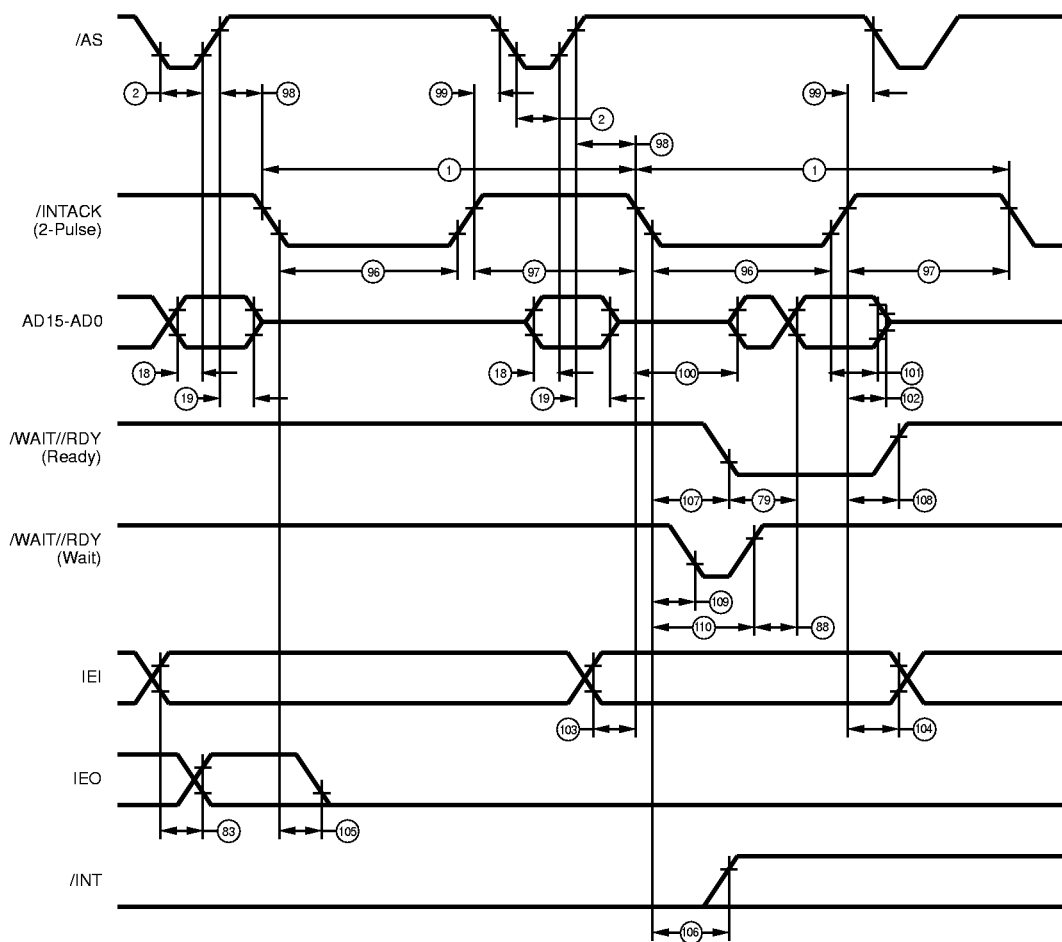 /AS
2
98
99
2
99
98
1
1
/INTACK
(2-Pulse)
96
97
96
97
AD15-AD0
18
18
100
101
19
19
102
/WAIT//RDY
(Ready)
107
79
108
/WAIT//RDY
(Wait)
109
110
88
IEI
103
104
IEO
83
105
/INT
106